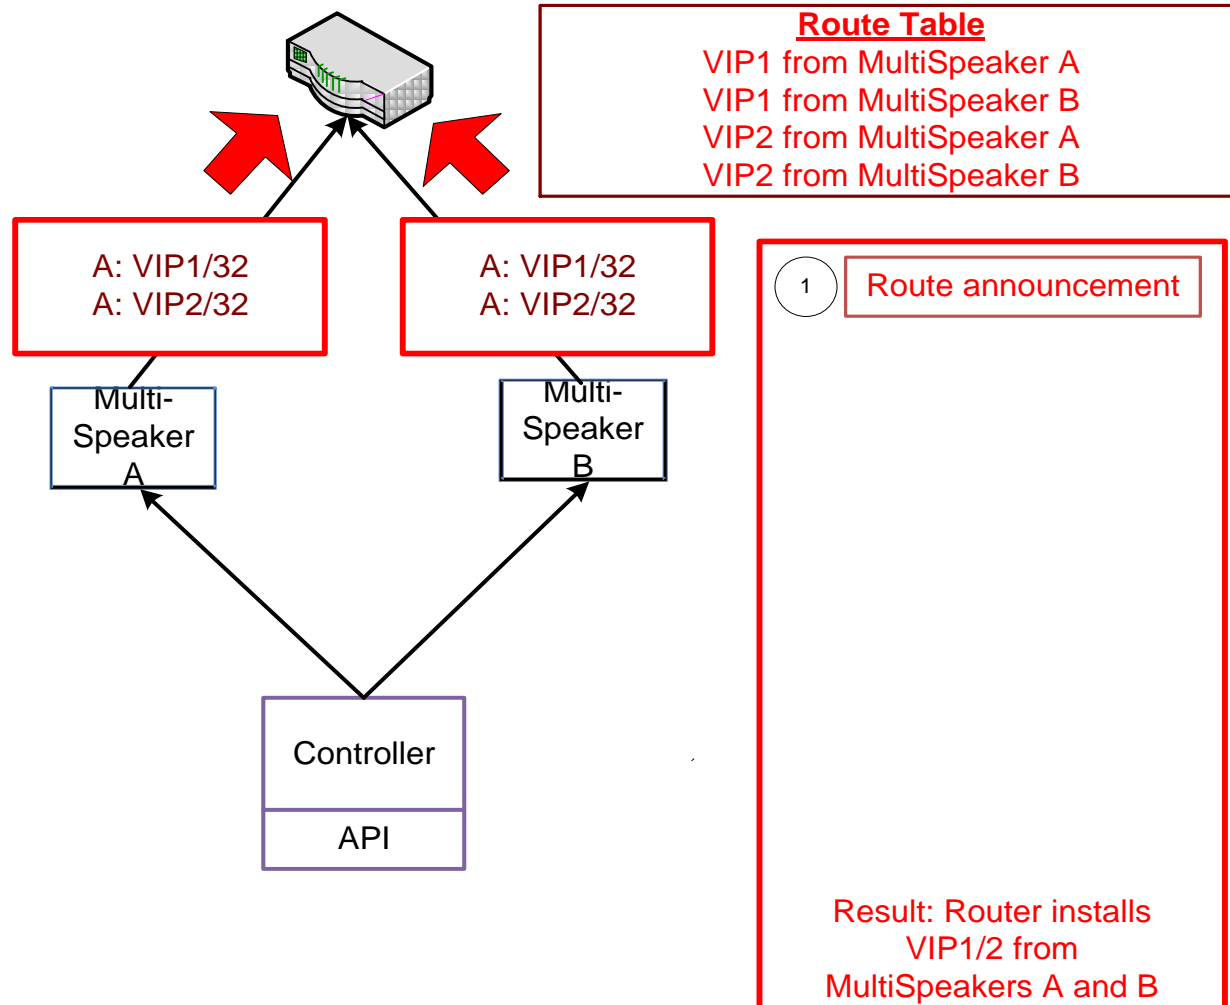 Route Table
VIP1 from MultiSpeaker A
VIP1 from MultiSpeaker B
VIP2 from MultiSpeaker A
VIP2 from MultiSpeaker B
A: VIP1/32
A: VIP2/32
A: VIP1/32
A: VIP2/32
1
Route announcement
Multi-
Speaker
A
Multi-
Speaker
B
Controller
API
Result: Router installs
VIP1/2 from
MultiSpeakers A and B